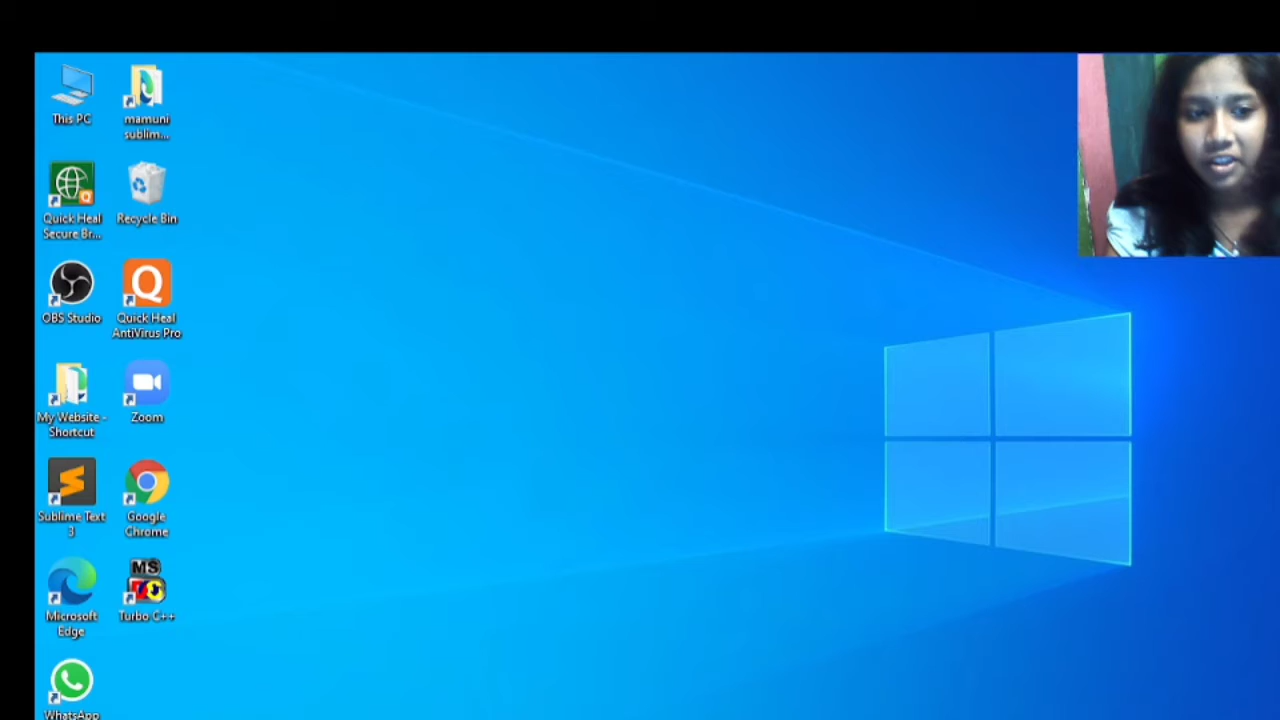 This PC
mamuni
sublim...
Quick Heal
Secure Br...
Recycle Bin
OBS Studio
Q
Quick Heal
AntiVirus Pro
My Website -
Shortcut
Zoom
Sublime Text
3
Google
Chrome
Microsoft
Edge
MS
Turbo C++
WhatsApp